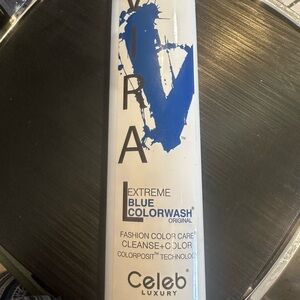 VIRAL
EXTREME
BLUE
COLORWASH®
ORIGINAL
FASHION COLOR CARE
CLEANSE+COLOR
COLORPOSIT™ TECHNOLOGY
Celeb®
LUXURY